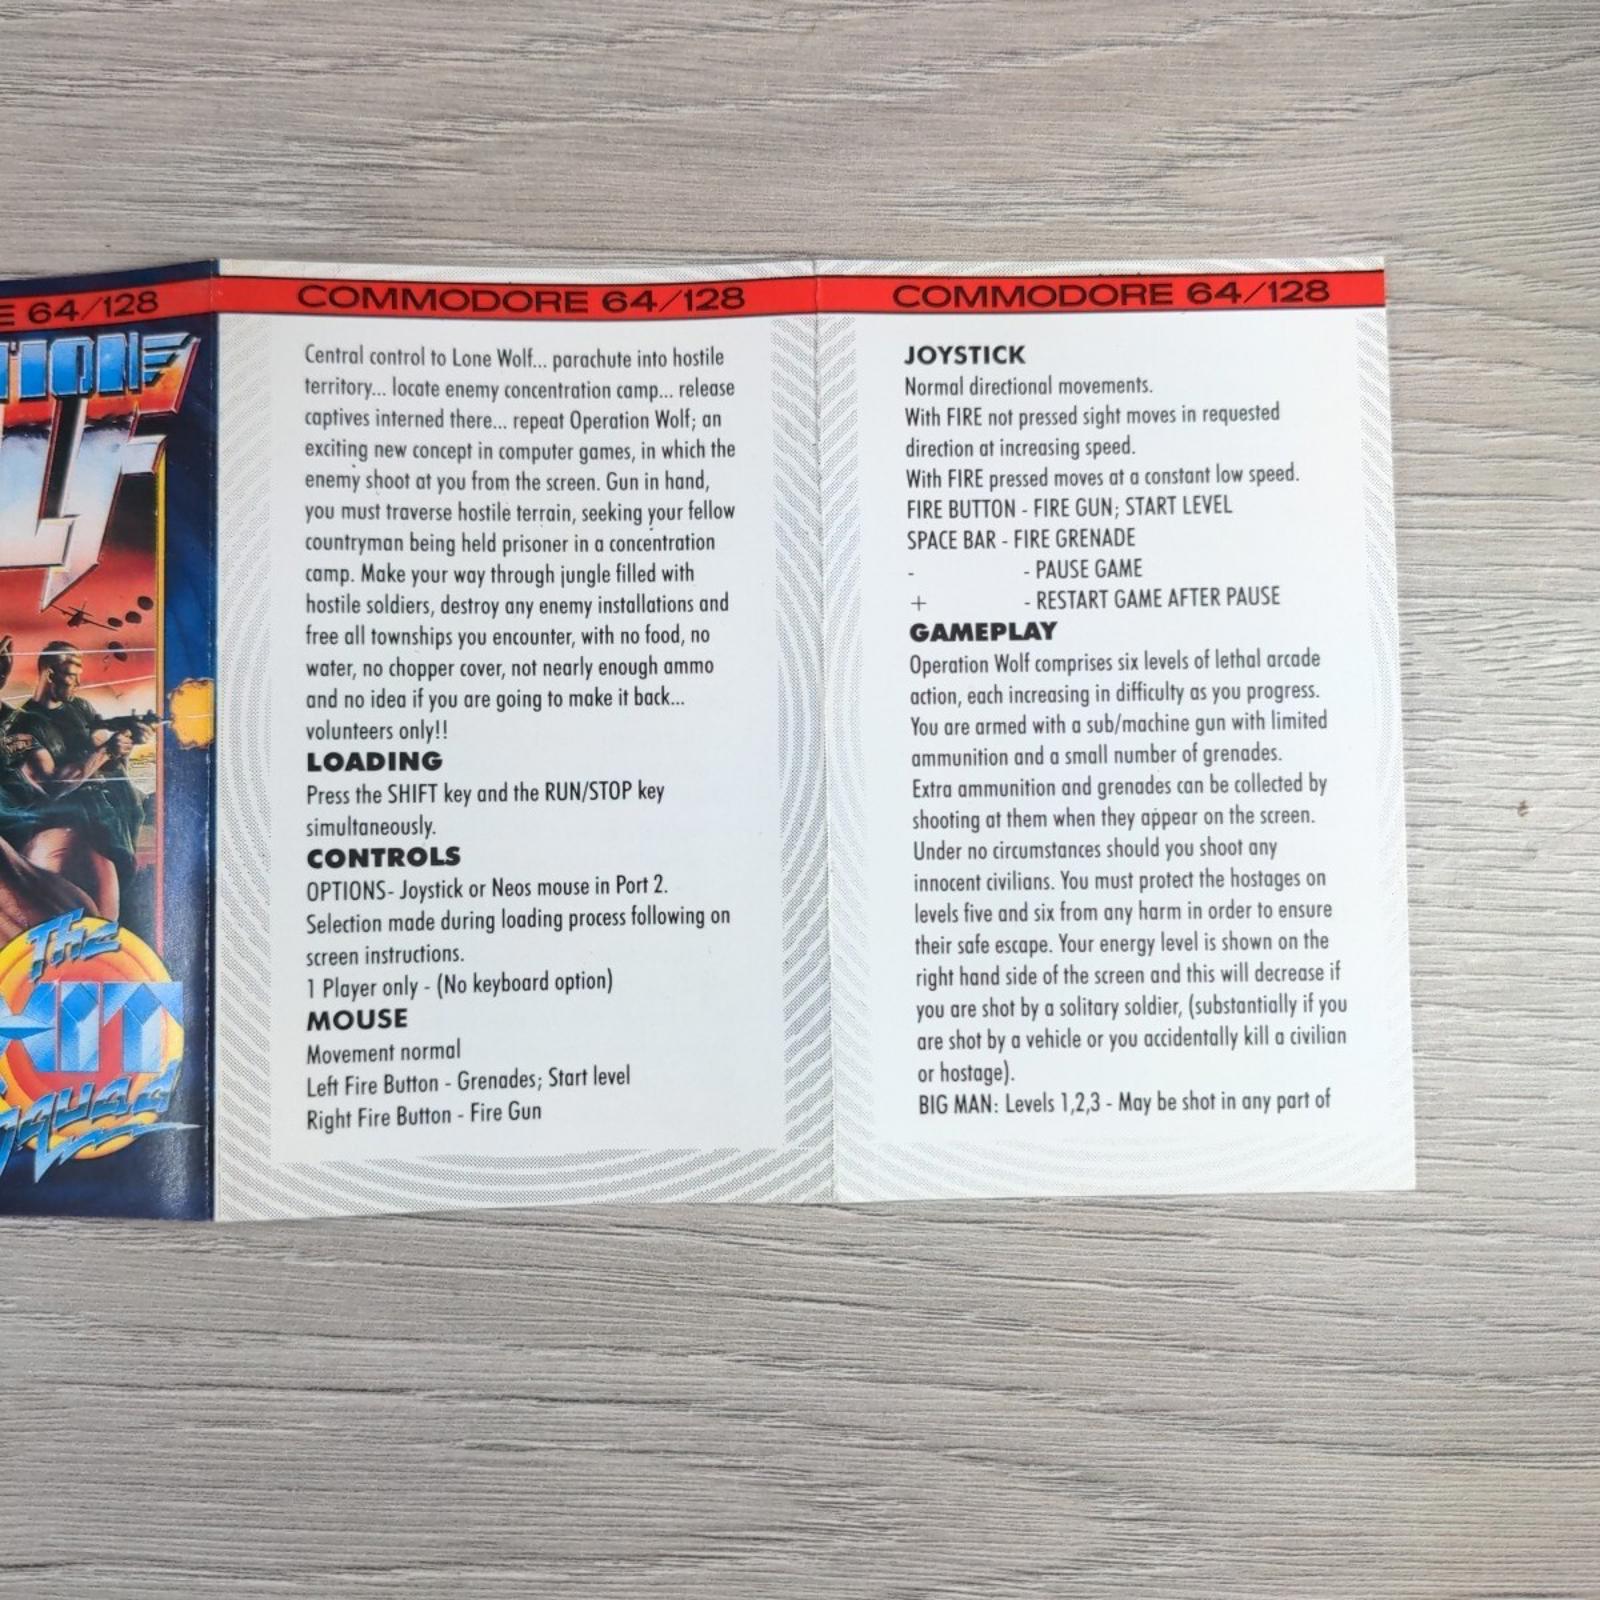 E 64/128
TION
LF
The
HIT
Squad
COMMODORE 64/128
Central control to Lone Wolf... parachute into hostile
territory... locate enemy concentration camp... release
captives interned there... repeat Operation Wolf; an
exciting new concept in computer games, in which the
enemy shoot at you from the screen. Gun in hand,
you must traverse hostile terrain, seeking your fellow
countryman being held prisoner in a concentration
camp. Make your way through jungle filled with
hostile soldiers, destroy any enemy installations and
free all townships you encounter, with no food, no
water, no chopper cover, not nearly enough ammo
and no idea if you are going to make it back...
volunteers only!!
LOADING
Press the SHIFT key and the RUN/STOP key
simultaneously.
CONTROLS
OPTIONS- Joystick or Neos mouse in Port 2.
Selection made during loading process following on
screen instructions.
1 Player only - (No keyboard option)
MOUSE
Movement normal
Left Fire Button - Grenades; Start level
Right Fire Button - Fire Gun
COMMODORE 64/128
JOYSTICK
Normal directional movements.
With FIRE not pressed sight moves in requested
direction at increasing speed.
With FIRE pressed moves at a constant low speed.
FIRE BUTTON - FIRE GUN; START LEVEL
SPACE BAR - FIRE GRENADE
- - PAUSE GAME
+ - RESTART GAME AFTER PAUSE
GAMEPLAY
Operation Wolf comprises six levels of lethal arcade
action, each increasing in difficulty as you progress.
You are armed with a sub/machine gun with limited
ammunition and a small number of grenades.
Extra ammunition and grenades can be collected by
shooting at them when they appear on the screen.
Under no circumstances should you shoot any
innocent civilians. You must protect the hostages on
levels five and six from any harm in order to ensure
their safe escape. Your energy level is shown on the
right hand side of the screen and this will decrease if
you are shot by a solitary soldier, (substantially if you
are shot by a vehicle or you accidentally kill a civilian
or hostage).
BIG MAN: Levels 1,2,3 - May be shot in any part of